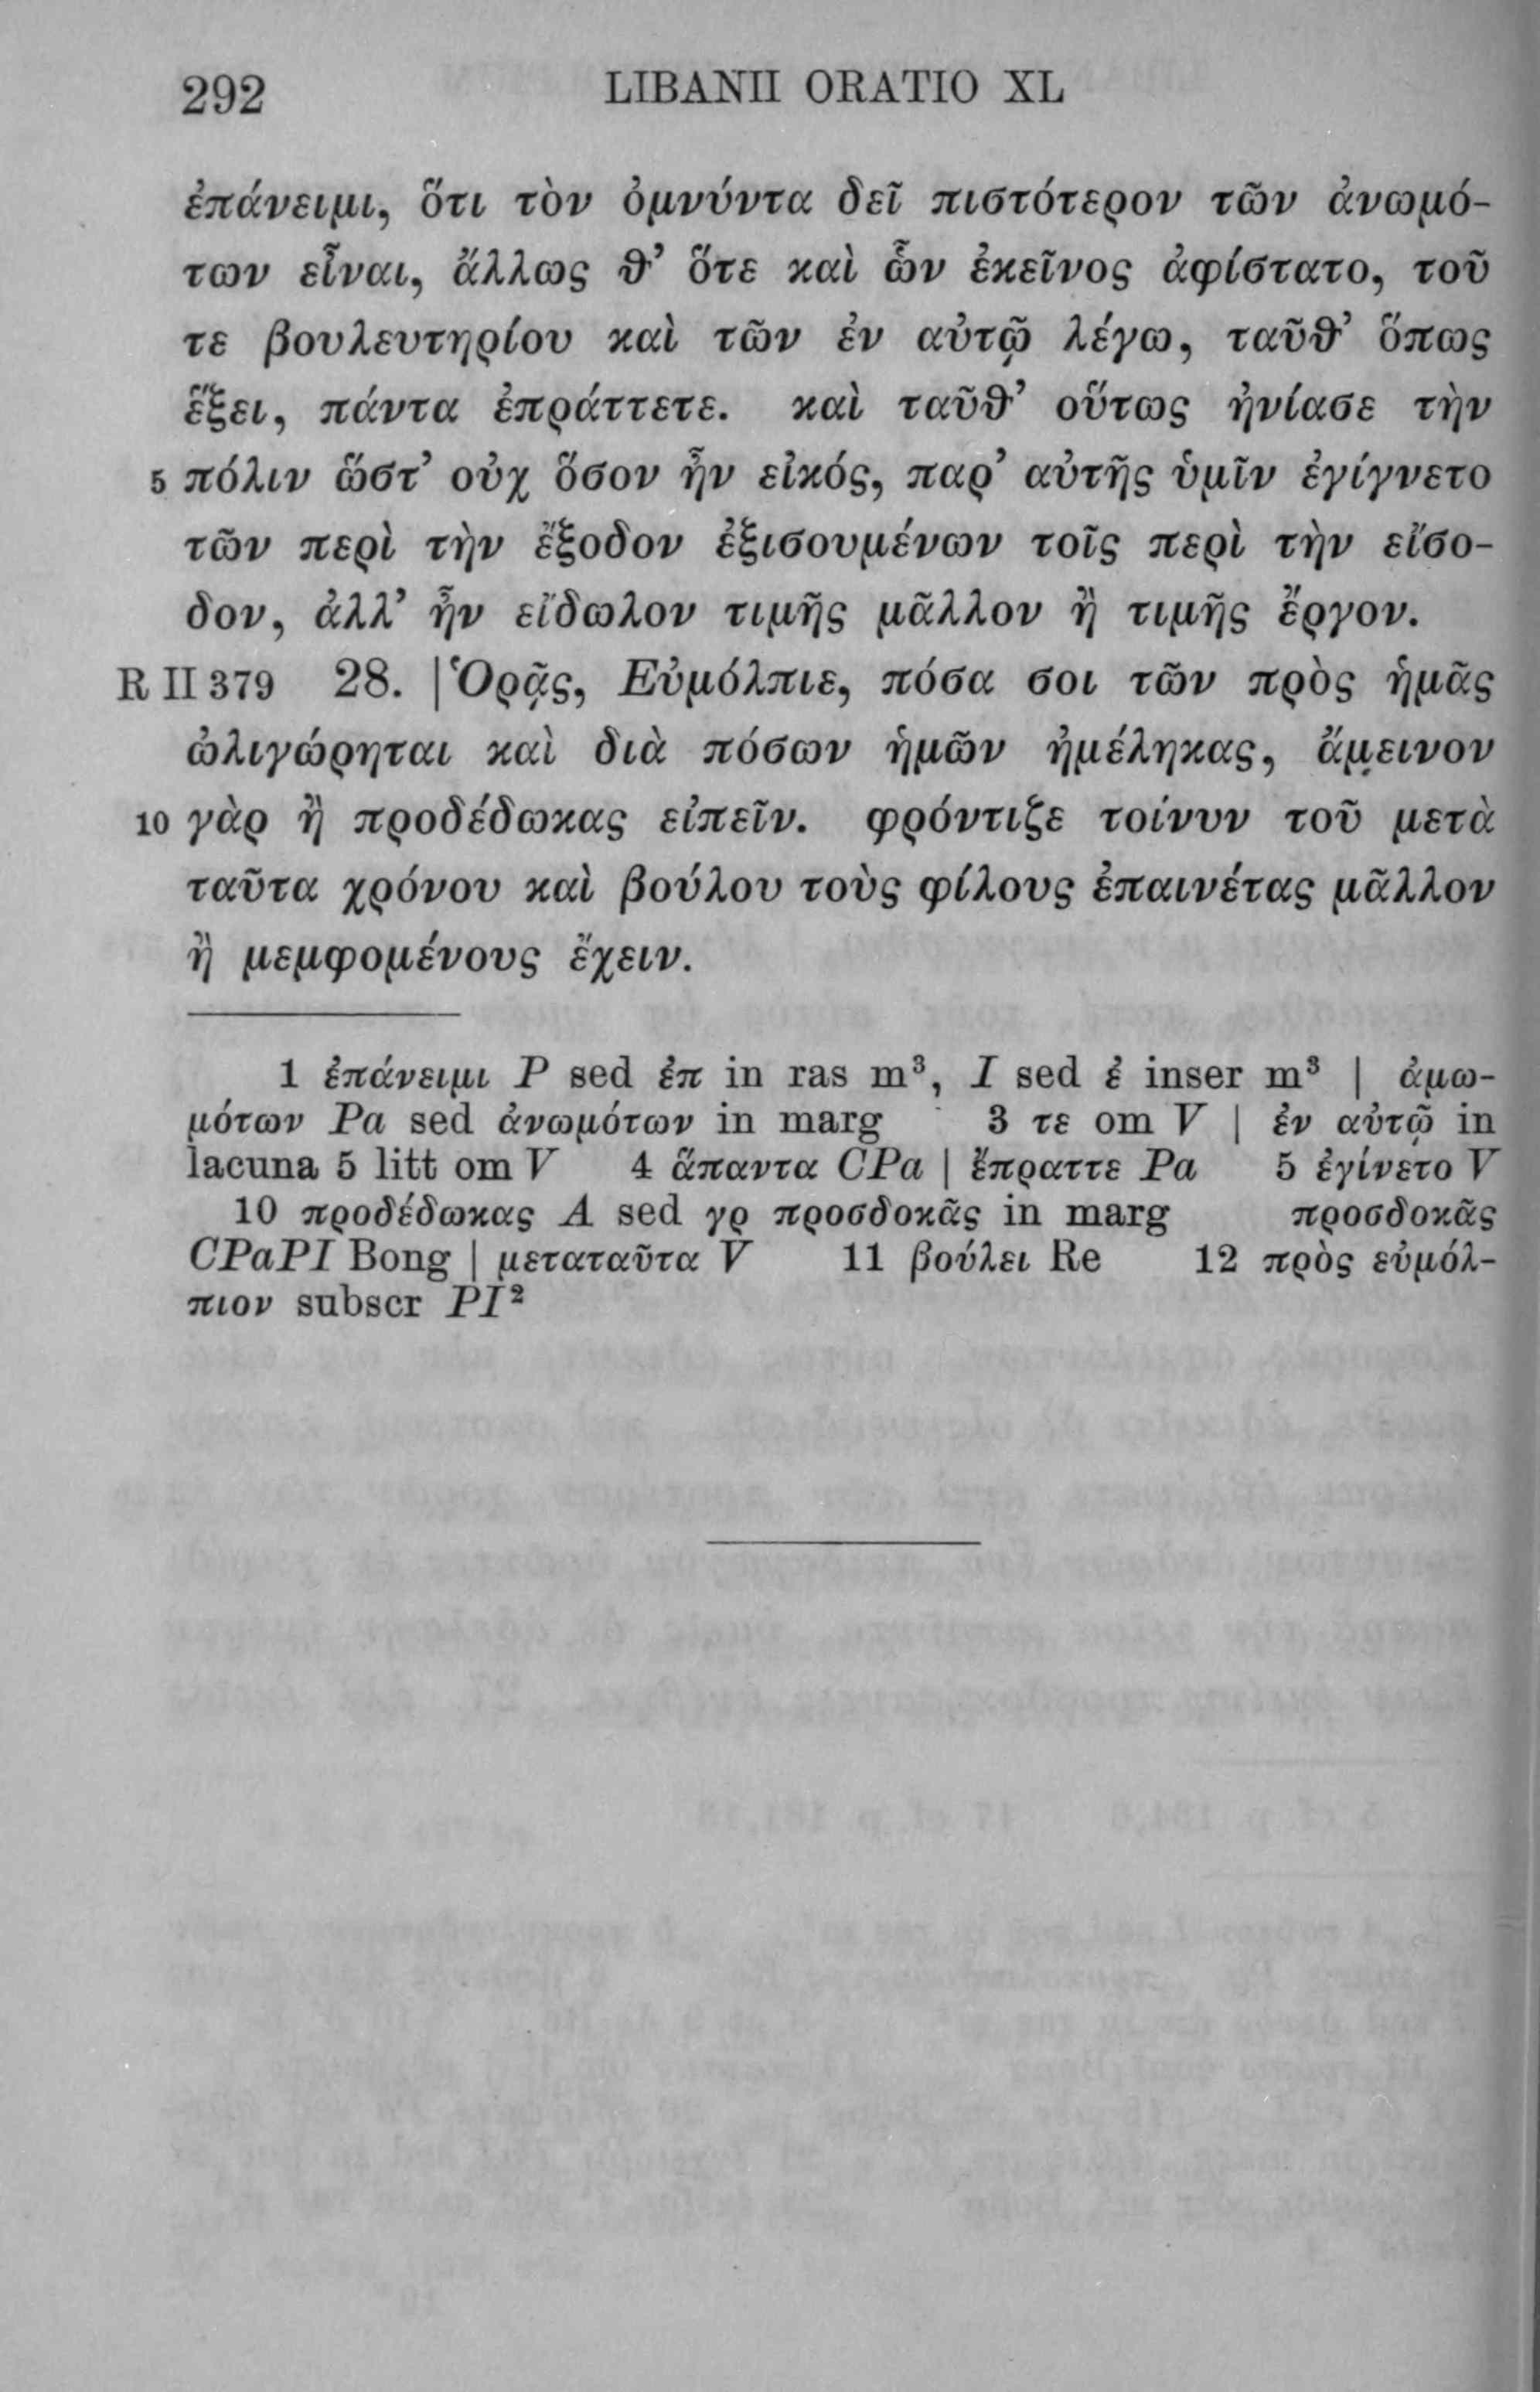 292 LIBANII ORATIO XL
ἐπάνειμι, ὅτι τὸν ὀμνύντα δεῖ πιστότερον τῶν ἀνωμό-
των εἶναι, ἄλλως θ' ὅτε καὶ ὧν ἐκεῖνος ἀφίστατο, τοῦ
τε βουλευτηρίου καὶ τῶν ἐν αὐτῷ λέγω, ταῦθ' ὅπως
ἕξει, πάντα ἐπράττετε. καὶ ταῦθ' οὕτως ἠνίασε τὴν
5 πόλιν ὥστ' οὐχ ὅσον ἦν εἰκός, παρ' αὐτῆς ὑμῖν ἐγίγνετο
τῶν περὶ τὴν ἔξοδον ἐξισουμένων τοῖς περὶ τὴν εἴσο-
δον, ἀλλ' ἦν εἴδωλον τιμῆς μᾶλλον ἢ τιμῆς ἔργον.
R II 379 28. | Ὁρᾷς, Εὐμόλπιε, πόσα σοι τῶν πρὸς ἡμᾶς
ὠλιγώρηται καὶ διὰ πόσων ἡμῶν ἠμέληκας, ἄμεινον
10 γὰρ ἢ προδέδωκας εἰπεῖν. φρόντιζε τοίνυν τοῦ μετὰ
ταῦτα χρόνου καὶ βούλου τοὺς φίλους ἐπαινέτας μᾶλλον
ἢ μεμφομένους ἔχειν.
1 ἐπάνειμι P sed ἐπ in ras m³, I sed ἐ inser m³ | ἀμω-
μότων Pa sed ἀνωμότων in marg 3 τε om V | ἐν αὐτῷ in
lacuna 5 litt om V 4 ἅπαντα CPa | ἔπραττε Pa 5 ἐγίνετο V
10 προδέδωκας A sed γρ προσδοκᾶς in marg προσδοκᾶς
CPaPI Bong | μεταταῦτα V 11 βούλει Re 12 πρὸς εὐμόλ-
πιον subscr PI²